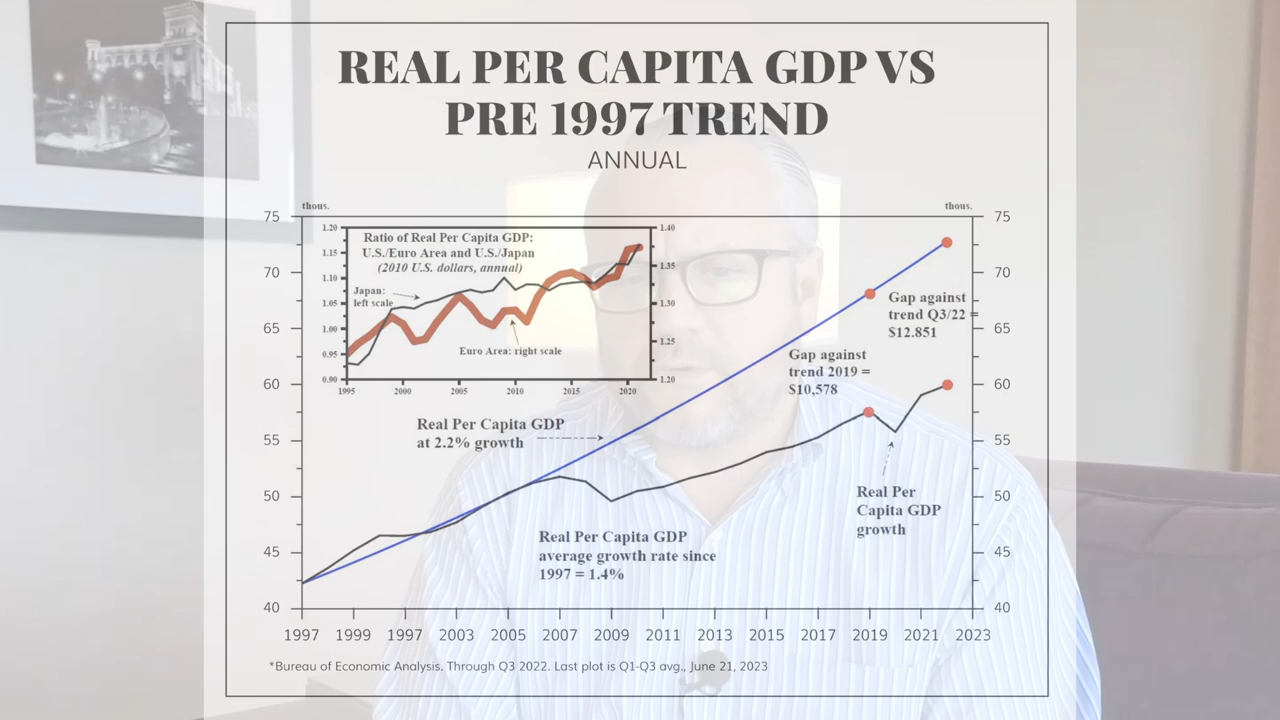 REAL PER CAPITA GDP VS
PRE 1997 TREND
ANNUAL
thous.
thous.
75
70
65
60
55
50
45
40
75
70
65
60
55
50
45
40
1.20
1.15
1.10
1.05
1.00
0.95
0.90
1.40
1.35
1.30
1.25
1.20
Ratio of Real Per Capita GDP:
U.S./Euro Area and U.S./Japan
(2010 U.S. dollars, annual)
Japan:
left scale
Euro Area: right scale
1995
2000
2005
2010
2015
2020
Gap against
trend Q3/22 =
$12.851
Gap against
trend 2019 =
$10,578
Real Per Capita GDP
at 2.2% growth
Real Per
Capita GDP
growth
Real Per Capita GDP
average growth rate since
1997 = 1.4%
1997 1999 1997 2003 2005 2007 2009 2011 2013 2015 2017 2019 2021 2023
*Bureau of Economic Analysis. Through Q3 2022. Last plot is Q1-Q3 avg., June 21, 2023